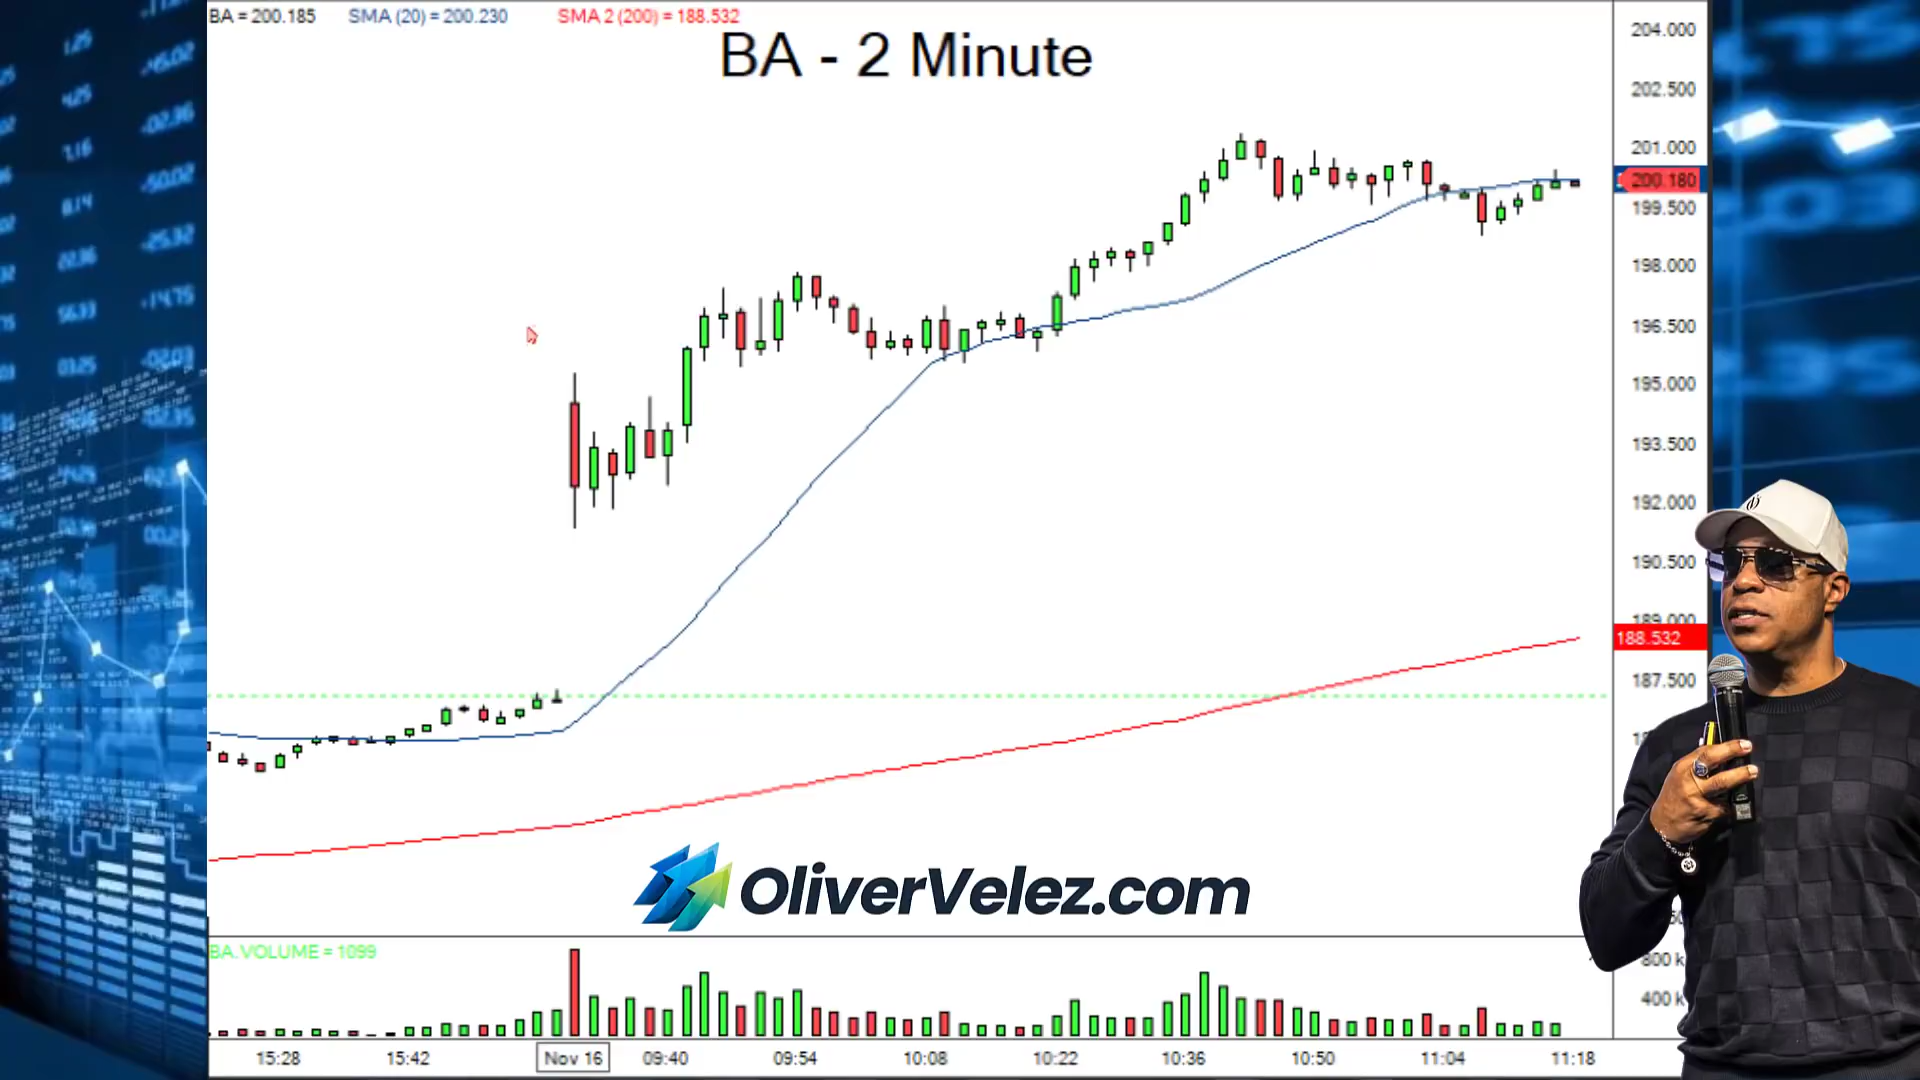 BA = 200.185 SMA (20) = 200.230 SMA 2 (200) = 188.532
BA - 2 Minute
204.000
202.500
201.000
200.180
199.500
198.000
196.500
195.000
193.500
192.000
190.500
189.000
188.532
187.500
OliverVelez.com
BA.VOLUME = 1099
800 k
400 k
15:28 15:42 Nov 16 09:40 09:54 10:08 10:22 10:36 10:50 11:04 11:18